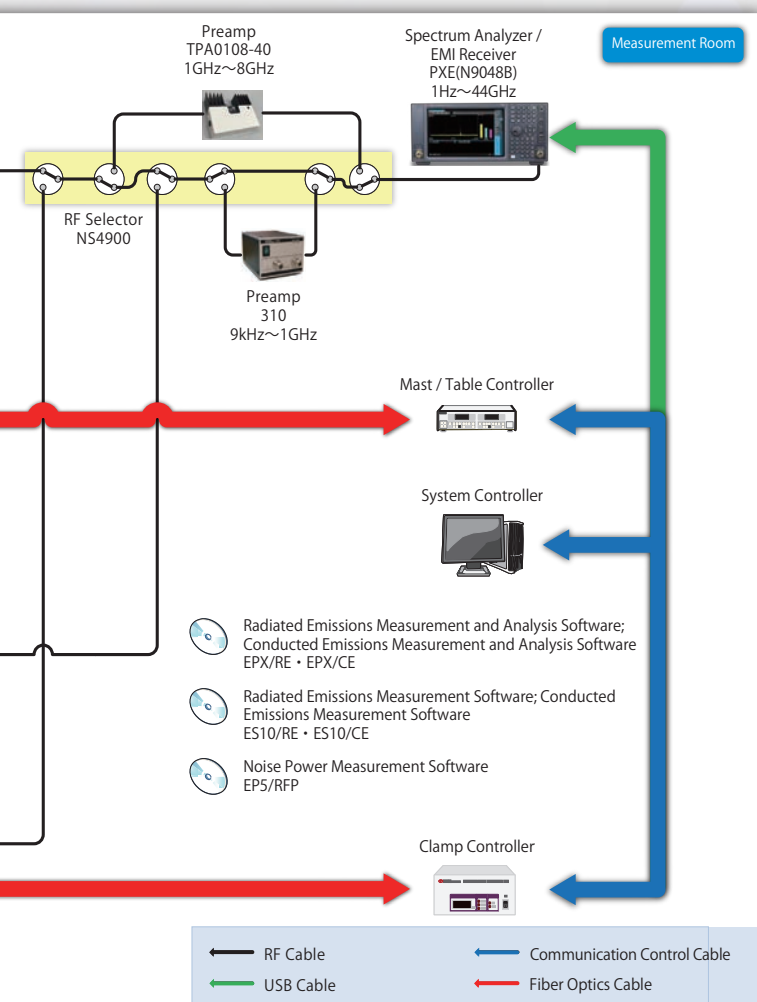 Preamp
TPA0108-40
1GHz～8GHz
Spectrum Analyzer /
EMI Receiver
PXE(N9048B)
1Hz～44GHz
Measurement Room
RF Selector
NS4900
Preamp
310
9kHz～1GHz
Mast / Table Controller
System Controller
Radiated Emissions Measurement and Analysis Software;
Conducted Emissions Measurement and Analysis Software
EPX/RE・EPX/CE
Radiated Emissions Measurement Software; Conducted
Emissions Measurement Software
ES10/RE・ES10/CE
Noise Power Measurement Software
EP5/RFP
Clamp Controller
RF Cable
Communication Control Cable
USB Cable
Fiber Optics Cable